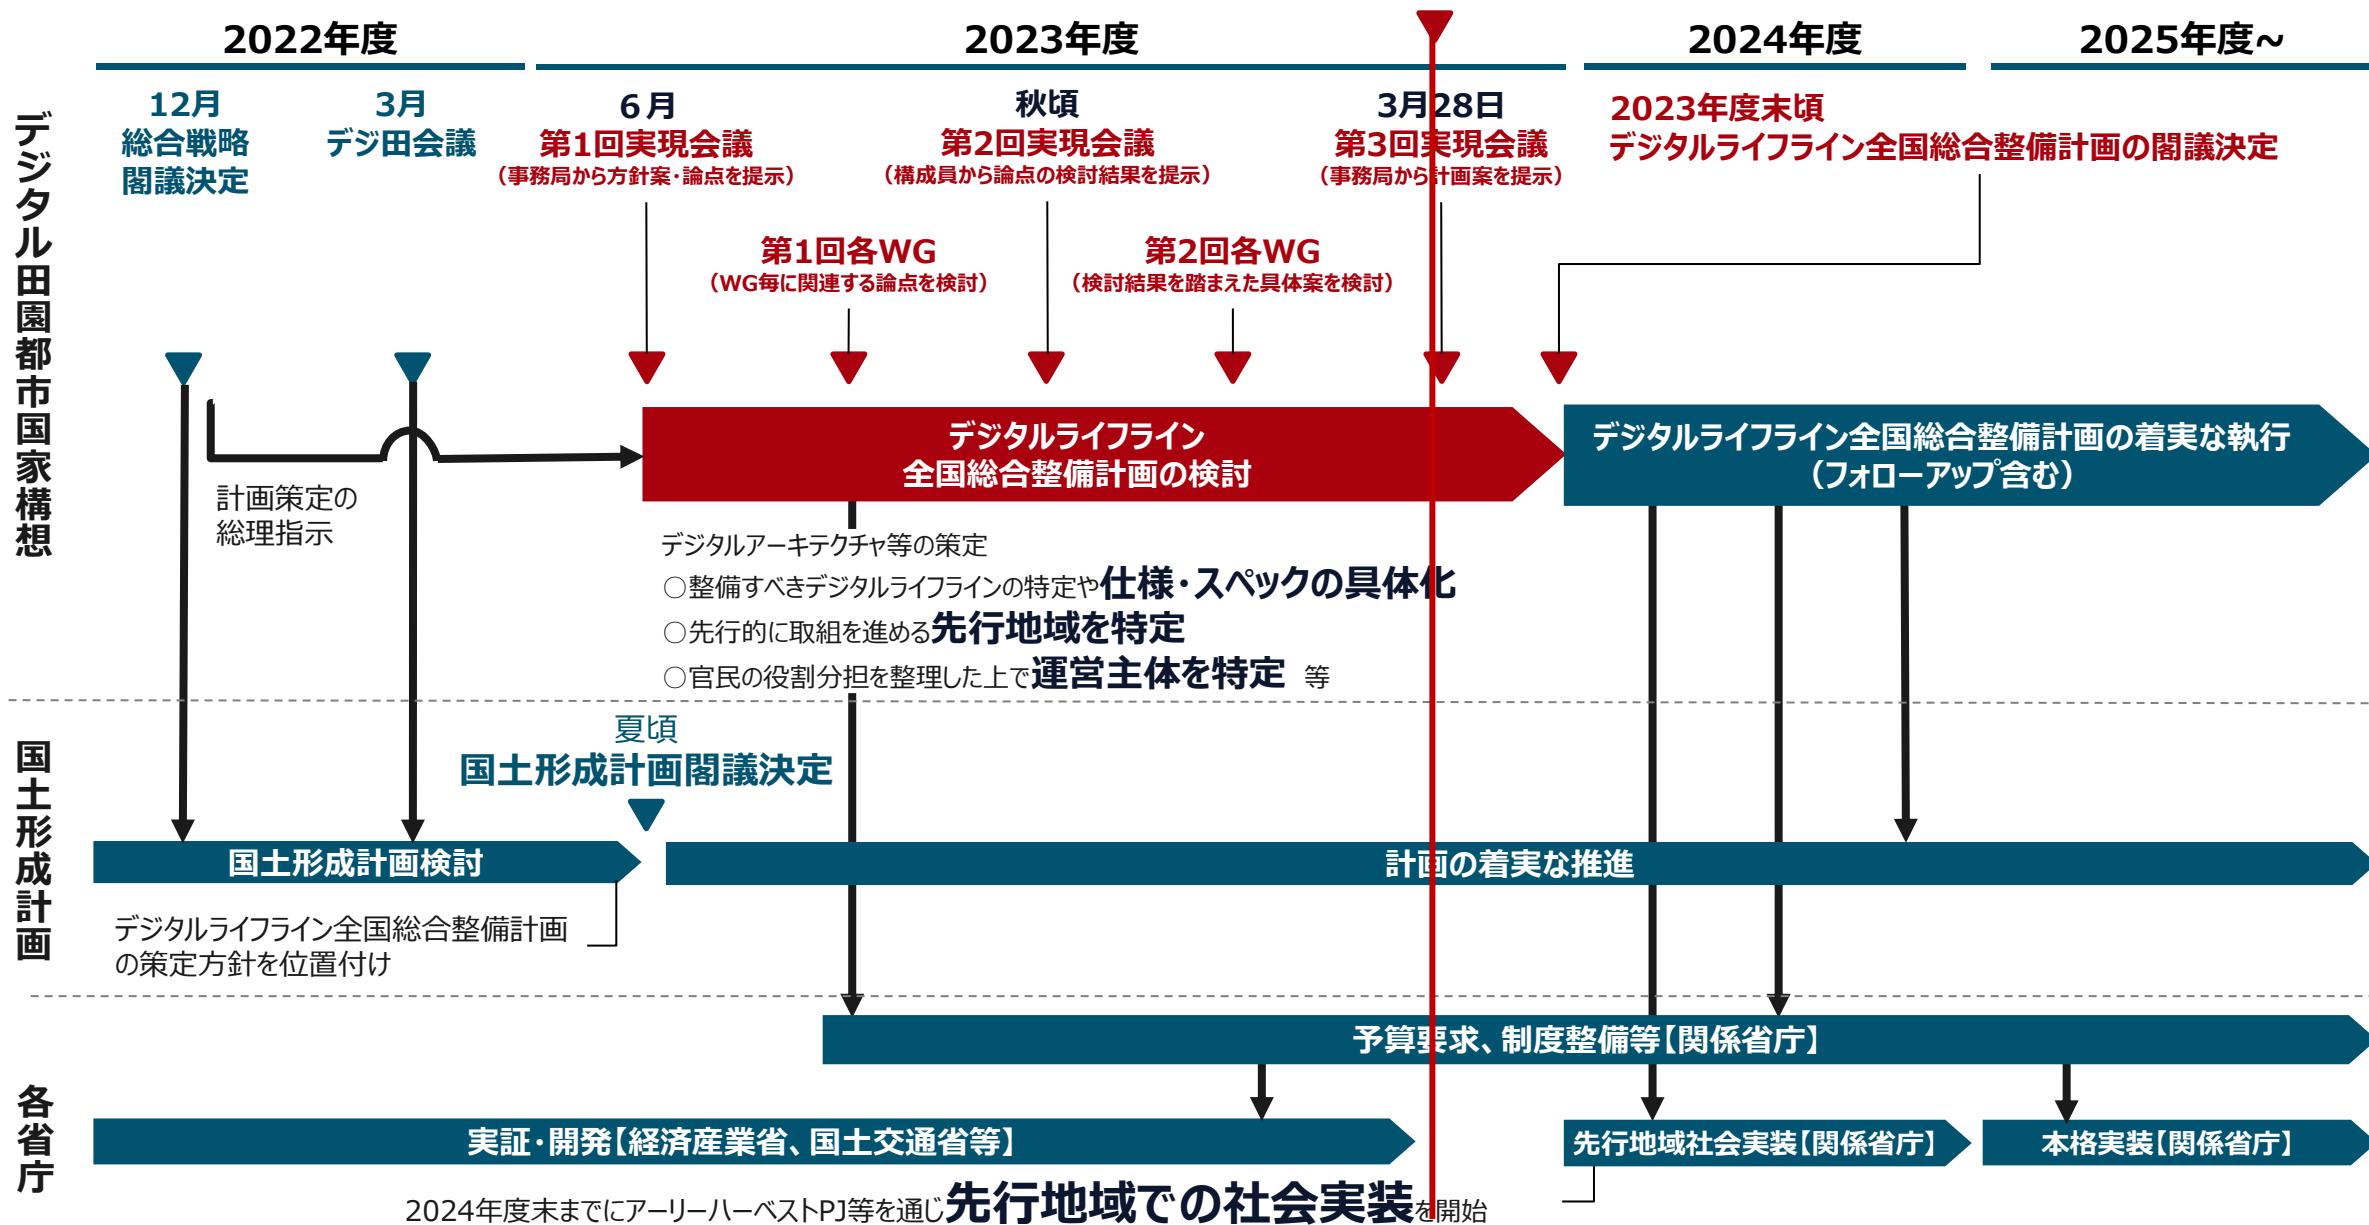 2022年度
2023年度
2024年度
2025年度~
デジタル田園都市国家構想
12月
総合戦略
閣議決定
3月
デジ田会議
6月
第1回実現会議
(事務局から方針案・論点を提示)
秋頃
第2回実現会議
(構成員から論点の検討結果を提示)
3月28日
第3回実現会議
(事務局から計画案を提示)
2023年度末頃
デジタルライフライン全国総合整備計画の閣議決定
第1回各WG
(WG毎に関連する論点を検討)
第2回各WG
(検討結果を踏まえた具体案を検討)
デジタルライフライン
全国総合整備計画の検討
デジタルライフライン全国総合整備計画の着実な執行
(フォローアップ含む)
計画策定の
総理指示
デジタルアーキテクチャ等の策定
○整備すべきデジタルライフラインの特定や仕様・スペックの具体化
○先行的に取組を進める先行地域を特定
○官民の役割分担を整理した上で運営主体を特定 等
国土形成計画
夏頃
国土形成計画閣議決定
国土形成計画検討
計画の着実な推進
デジタルライフライン全国総合整備計画
の策定方針を位置付け
各省庁
予算要求、制度整備等【関係省庁】
実証・開発【経済産業省、国土交通省等】
先行地域社会実装【関係省庁】
本格実装【関係省庁】
2024年度末までにアーリーハーベストPJ等を通じ先行地域での社会実装を開始